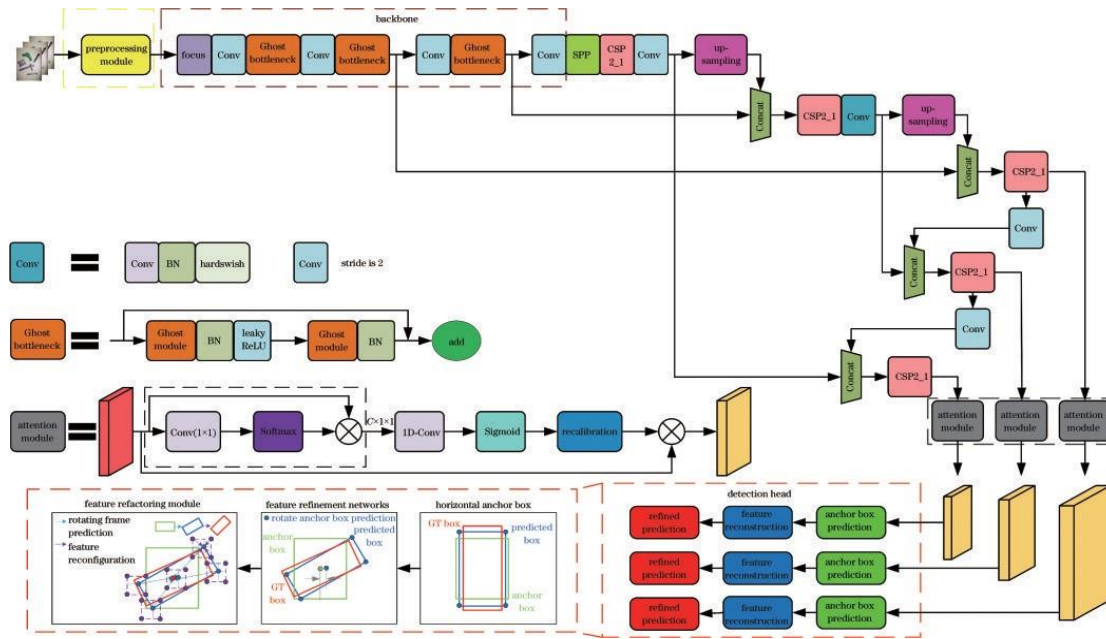 backbone
preprocessing
module
focus
Conv
Ghost
bottleneck
Conv
Ghost
bottleneck
Conv
Ghost
bottleneck
Conv
SPP
CSP
2_1
Conv
up-
sampling
Concat
CSP2_1
Conv
up-
sampling
Concat
CSP2_1
Conv
Concat
CSP2_1
Conv
Concat
CSP2_1
Conv
Conv
BN
hardswish
Conv
stride is 2
Ghost
bottleneck
Ghost
module
BN
leaky
ReLU
Ghost
module
BN
add
attention
module
Conv(1×1)
Softmax
C×1×1
1D-Conv
Sigmoid
recalibration
attention
module
attention
module
attention
module
feature refactoring module
rotating frame
prediction
feature
reconfiguration
feature refinement networks
rotate anchor box prediction
predicted
box
anchor
box
GT
box
horizontal anchor box
GT box
predicted
box
anchor
box
detection head
refined
prediction
feature
reconstruction
anchor box
prediction
refined
prediction
feature
reconstruction
anchor box
prediction
refined
prediction
feature
reconstruction
anchor box
prediction